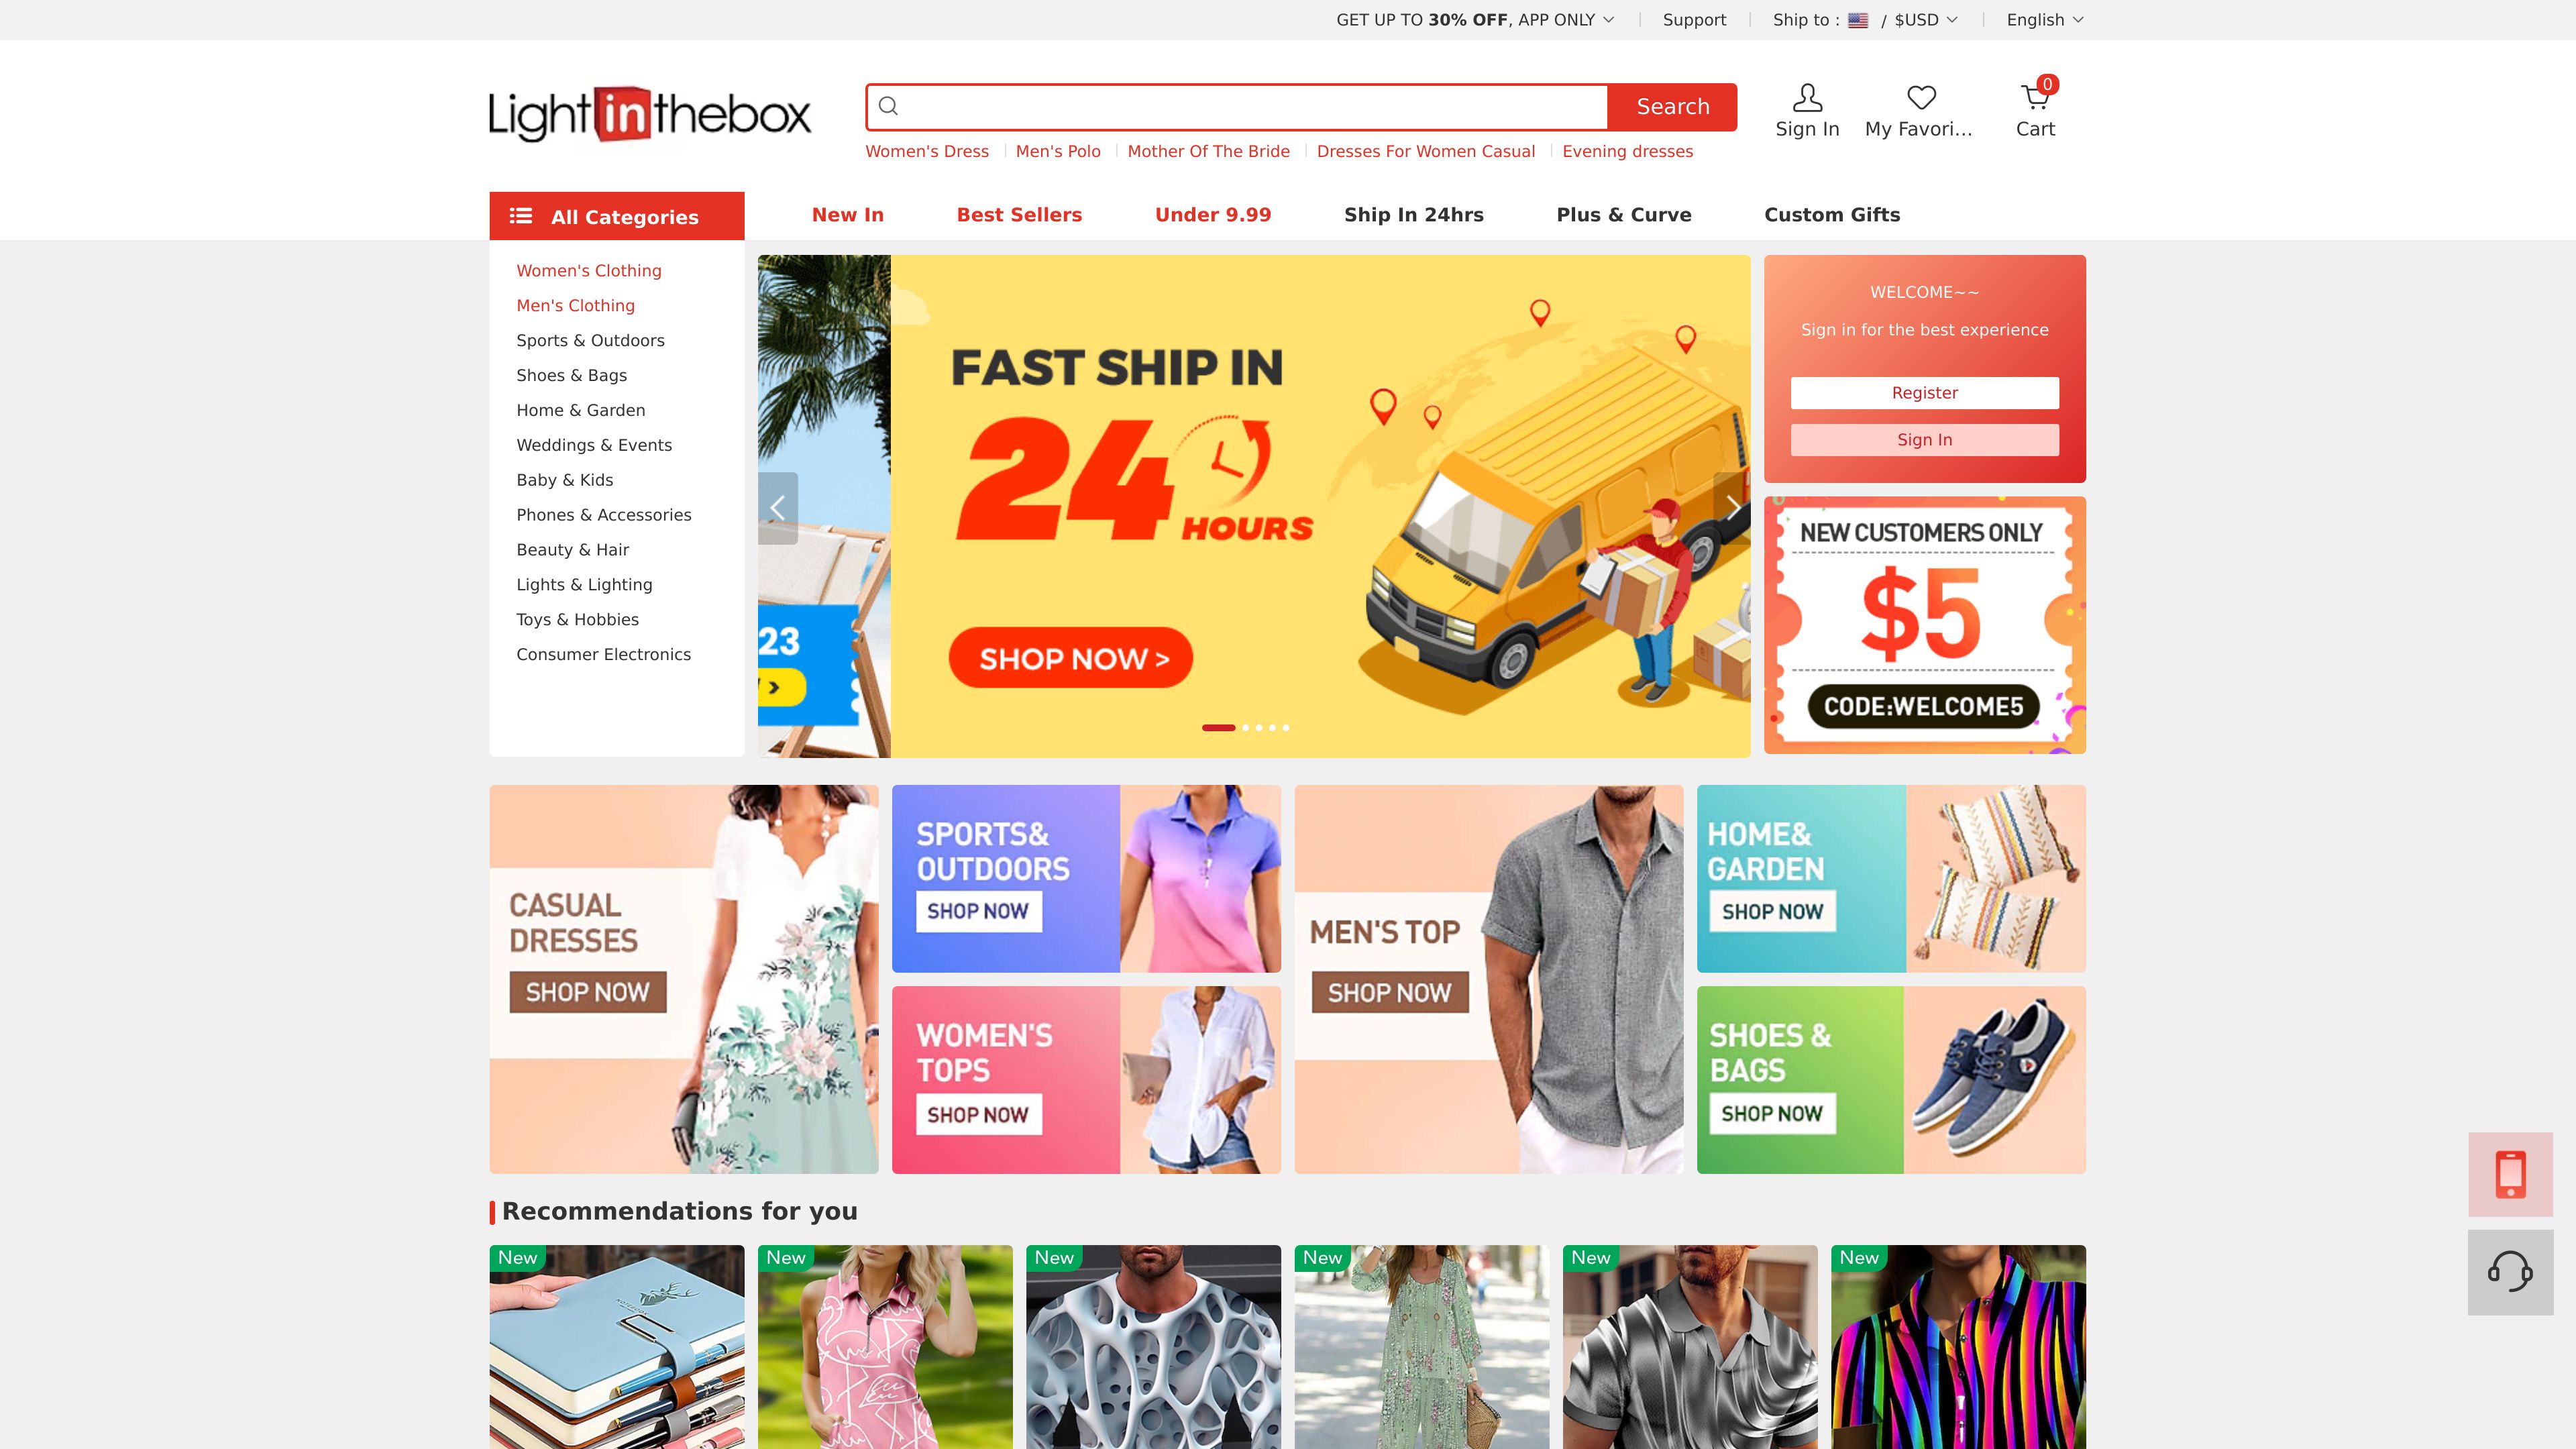 GET UP TO 30% OFF, APP ONLY
Support
Ship to : / $USD
English
Lightinthebox
Search
Sign In
My Favori...
0
Cart
Women's Dress
Men's Polo
Mother Of The Bride
Dresses For Women Casual
Evening dresses
All Categories
New In
Best Sellers
Under 9.99
Ship In 24hrs
Plus & Curve
Custom Gifts
Women's Clothing
Men's Clothing
Sports & Outdoors
Shoes & Bags
Home & Garden
Weddings & Events
Baby & Kids
Phones & Accessories
Beauty & Hair
Lights & Lighting
Toys & Hobbies
Consumer Electronics
23
>
FAST SHIP IN
24
HOURS
SHOP NOW >
WELCOME~~
Sign in for the best experience
Register
Sign In
NEW CUSTOMERS ONLY
$5
CODE:WELCOME5
CASUAL
DRESSES
SHOP NOW
SPORTS&
OUTDOORS
SHOP NOW
WOMEN'S
TOPS
SHOP NOW
MEN'S TOP
SHOP NOW
HOME&
GARDEN
SHOP NOW
SHOES &
BAGS
SHOP NOW
Recommendations for you
New
New
New
New
New
New
NOTEBOOK